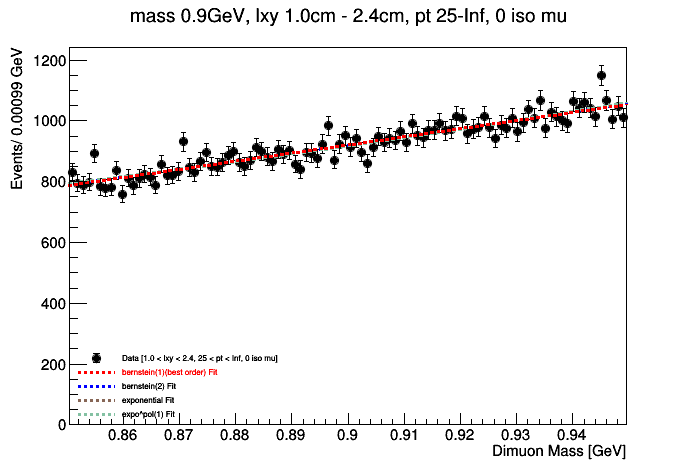 mass 0.9GeV, lxy 1.0cm - 2.4cm, pt 25-Inf, 0 iso mu
Events/ 0.00099 GeV
1200
1000
800
600
400
200
0
Data [1.0 < lxy < 2.4, 25 < pt < Inf, 0 iso mu]
bernstein(1)(best order) Fit
bernstein(2) Fit
exponential Fit
expo*pol(1) Fit
0.86 0.87 0.88 0.89 0.9 0.91 0.92 0.93 0.94
Dimuon Mass [GeV]